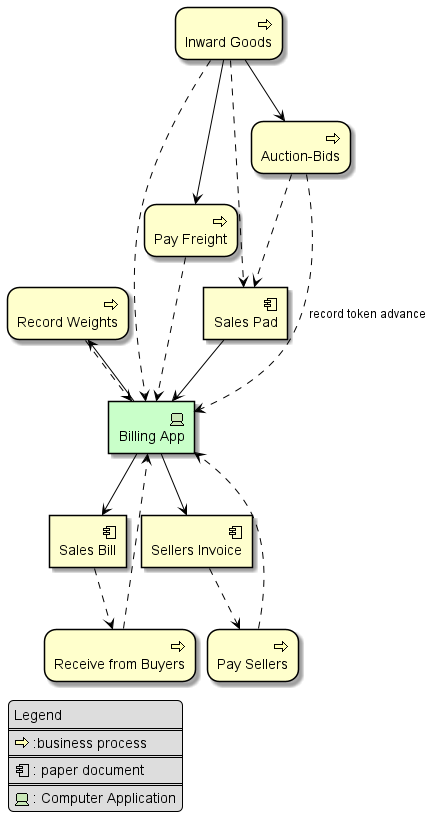 Inward Goods
Auction-Bids
Pay Freight
Record Weights
Sales Pad
record token advance
Billing App
Sales Bill
Sellers Invoice
Receive from Buyers
Pay Sellers
Legend
:business process
: paper document
: Computer Application